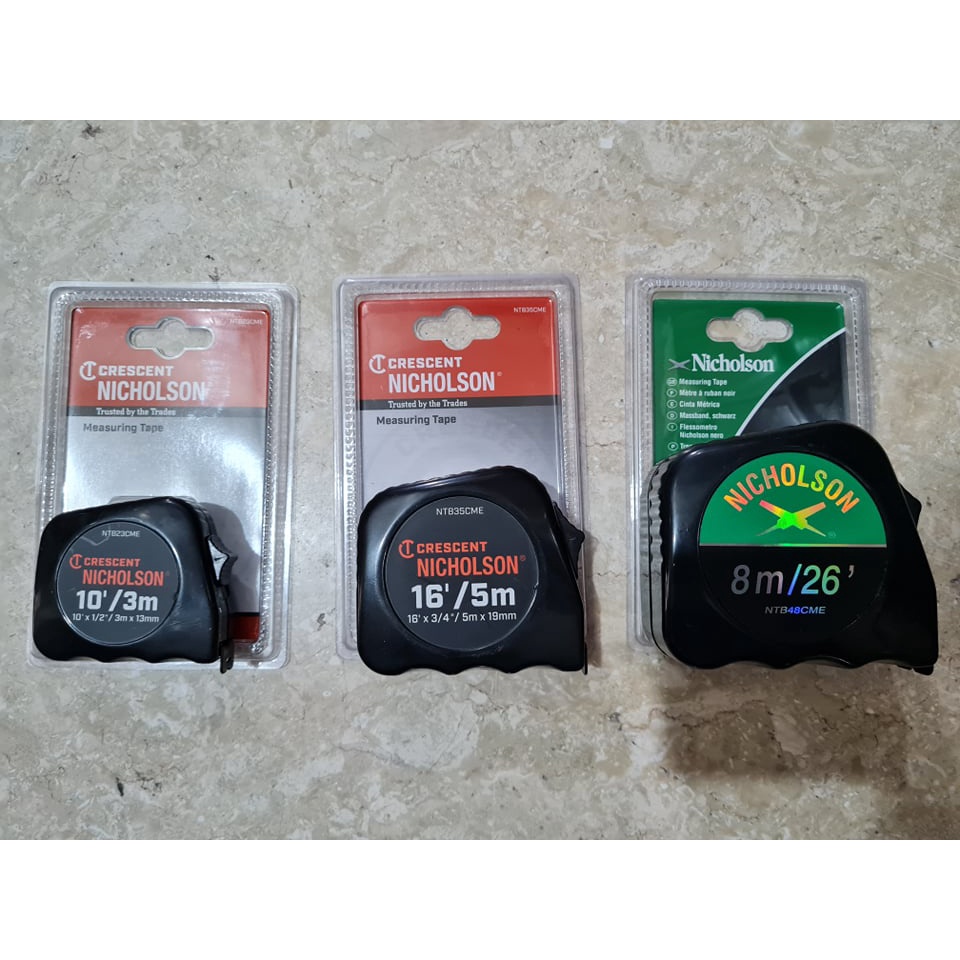 NTB23CME
CRESCENT
NICHOLSON
Trusted by the Trades
Measuring Tape
NTB23CME
CRESCENT
NICHOLSON®
10'/3m
10' x 1/2"/3m x 13mm
NTB35CME
CRESCENT
NICHOLSON®
Trusted by the Trades
Measuring Tape
NTB35CME
CRESCENT
NICHOLSON®
16'/5m
16' x 3/4"/5m x 19mm
Nicholson
GB Measuring Tape
F Mètre à ruban noir
E Cinta Métrica
D Massband, schwarz
I Flessometro
Nicholson nero
P
NICHOLSON
®
8m/26'
NTB48CME